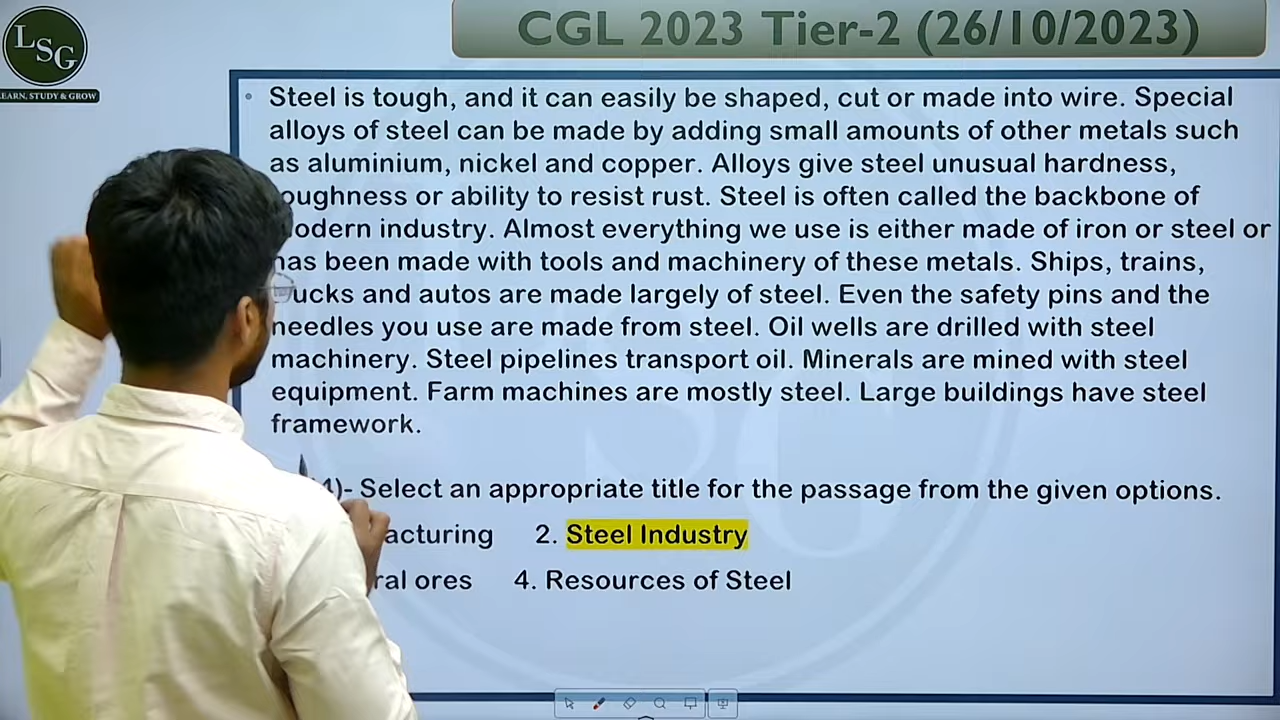 LSG
LEARN, STUDY & GROW
CGL 2023 Tier-2 (26/10/2023)
• Steel is tough, and it can easily be shaped, cut or made into wire. Special
alloys of steel can be made by adding small amounts of other metals such
as aluminium, nickel and copper. Alloys give steel unusual hardness,
toughness or ability to resist rust. Steel is often called the backbone of
modern industry. Almost everything we use is either made of iron or steel or
has been made with tools and machinery of these metals. Ships, trains,
trucks and autos are made largely of steel. Even the safety pins and the
needles you use are made from steel. Oil wells are drilled with steel
machinery. Steel pipelines transport oil. Minerals are mined with steel
equipment. Farm machines are mostly steel. Large buildings have steel
framework.
4)- Select an appropriate title for the passage from the given options.
2. Steel Industry
ores 4. Resources of Steel